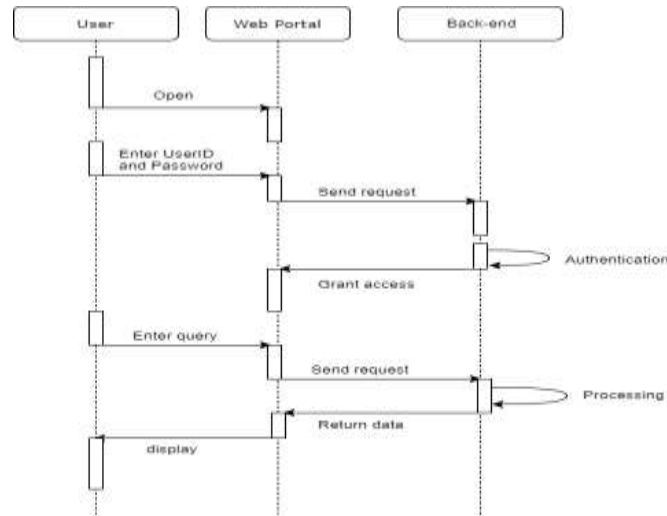 User
Web Portal
Back-end
Open
Enter UserID
and Password
Send request
Authentication
Grant access
Enter query
Send request
Processing
Return data
display